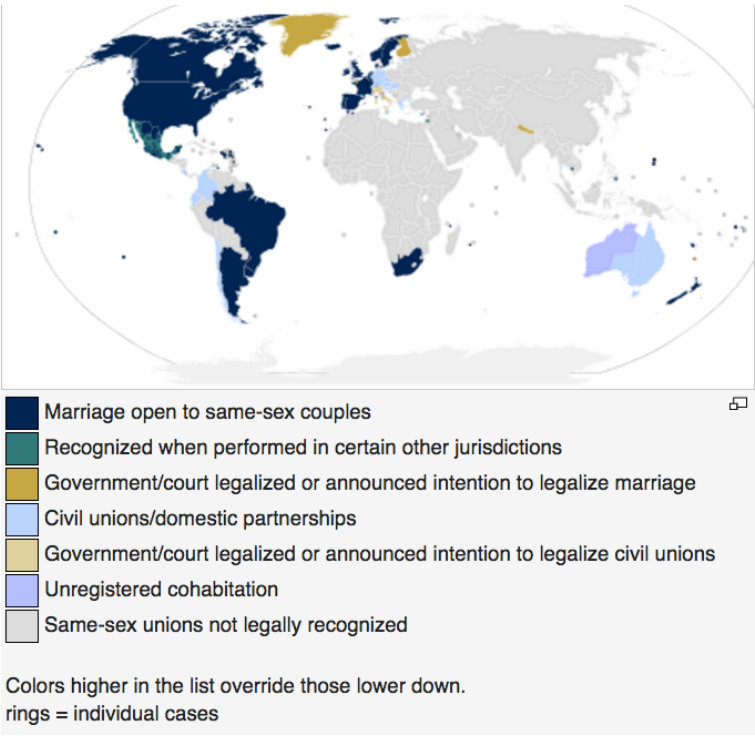 Marriage open to same-sex couples
Recognized when performed in certain other jurisdictions
Government/court legalized or announced intention to legalize marriage
Civil unions/domestic partnerships
Government/court legalized or announced intention to legalize civil unions
Unregistered cohabitation
Same-sex unions not legally recognized
Colors higher in the list override those lower down.
rings = individual cases